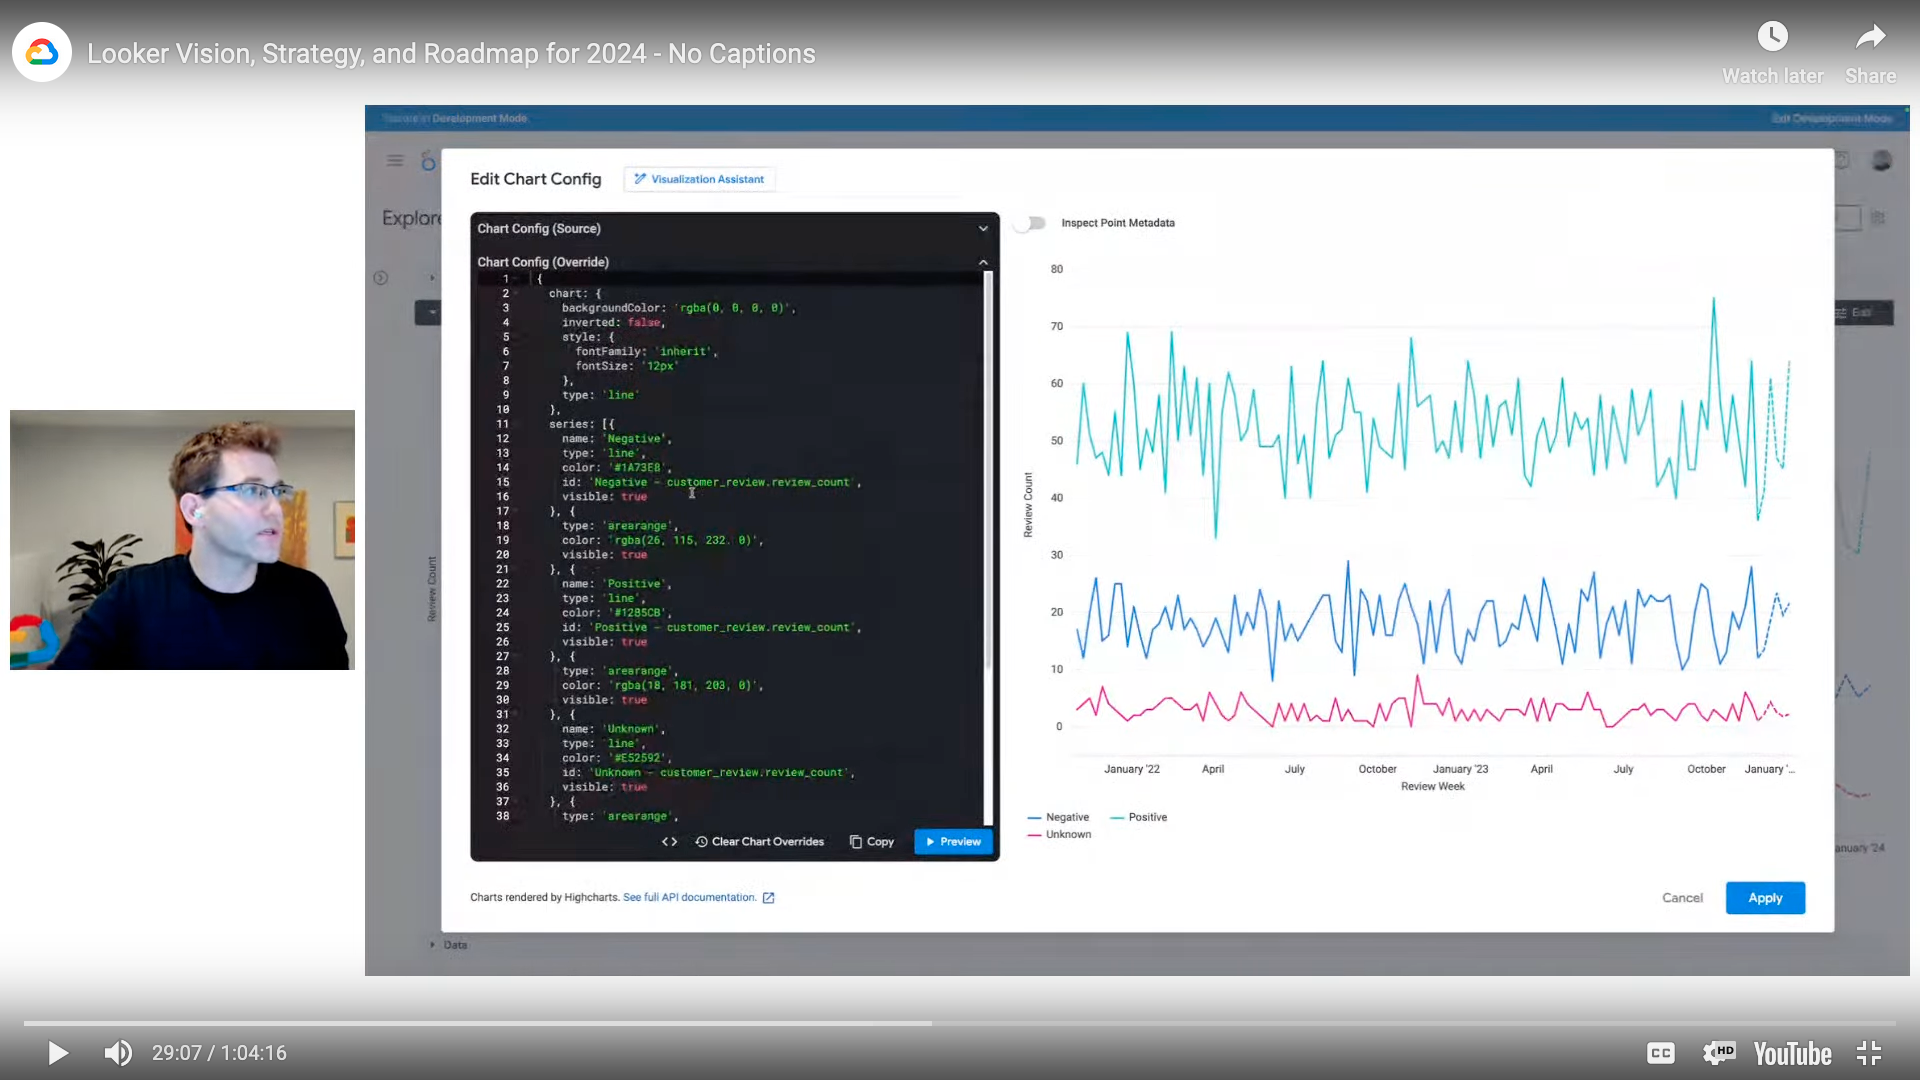 Looker Vision, Strategy, and Roadmap for 2024 - No Captions
Watch later
Share
Development Mode
Exit Development Mode
Explore
Edit Chart Config
Visualization Assistant
Chart Config (Source)
Chart Config (Override)
1 {
2 chart: {
3 backgroundColor: 'rgba(0, 0, 0, 0)',
4 inverted: false,
5 style: {
6 fontFamily: 'inherit',
7 fontSize: '12px'
8 },
9 type: 'line'
10 },
11 series: [{
12 name: 'Negative',
13 type: 'line',
14 color: '#1A73E8',
15 id: 'Negative - customer_review.review_count',
16 visible: true
17 }, {
18 type: 'arearange',
19 color: 'rgba(26, 115, 232. 0)',
20 visible: true
21 }, {
22 name: 'Positive',
23 type: 'line',
24 color: '#12B5CB',
25 id: 'Positive - customer_review.review_count',
26 visible: true
27 }, {
28 type: 'arearange',
29 color: 'rgba(18, 181, 203, 0)',
30 visible: true
31 }, {
32 name: 'Unknown',
33 type: 'line',
34 color: '#E52592',
35 id: 'Unknown - customer_review.review_count',
36 visible: true
37 }, {
38 type: 'arearange',
Clear Chart Overrides
Copy
Preview
Charts rendered by Highcharts. See full API documentation.
Inspect Point Metadata
80
70
60
50
40
30
20
10
0
Review Count
January '22
April
July
October
January '23
April
July
October
January '...
Review Week
Negative
Positive
Unknown
Cancel
Apply
Edit
Review Count
anuary '24
Data
29:07 / 1:04:16
CC
HD
YouTube